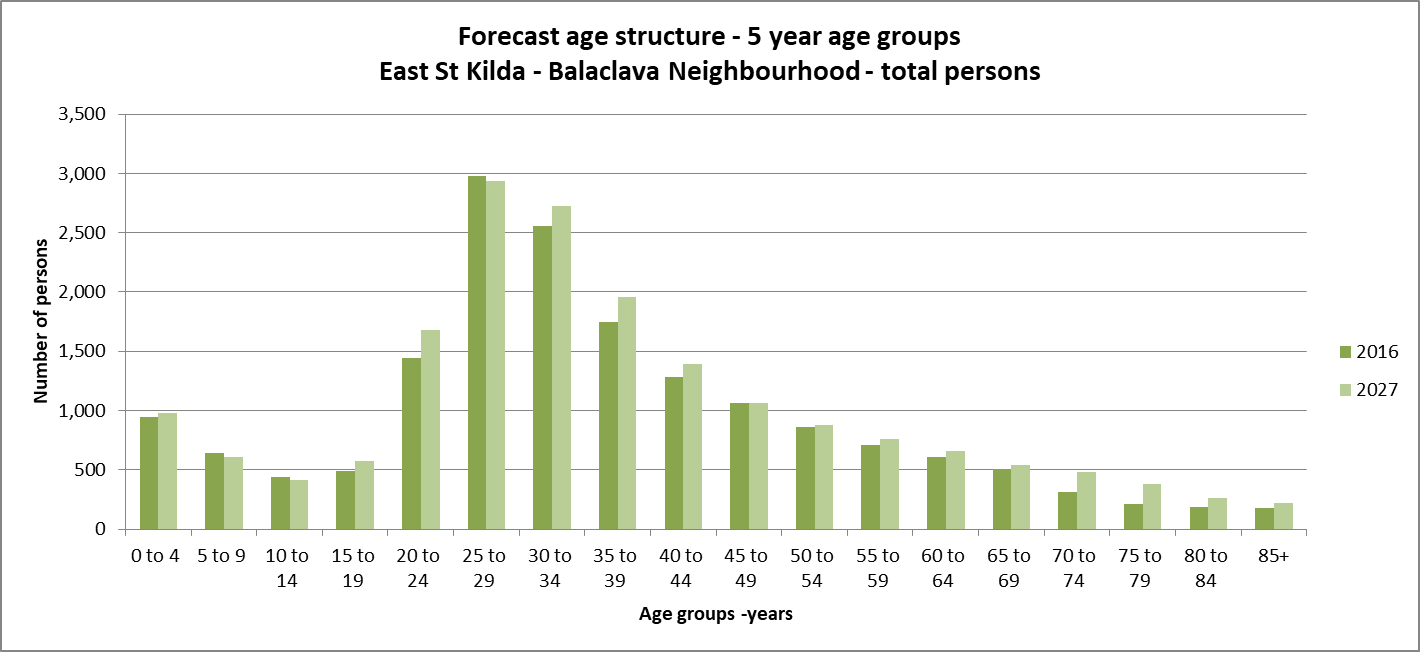 Forecast age structure - 5 year age groups
East St Kilda - Balaclava Neighbourhood - total persons
3,500
3,000
2,500
2,000
1,500
1,000
500
0
Number of persons
0 to 4 5 to 9 10 to 15 to 20 to 25 to 30 to 35 to 40 to 45 to 50 to 55 to 60 to 65 to 70 to 75 to 80 to 85+
14 19 24 29 34 39 44 49 54 59 64 69 74 79 84
Age groups -years
2016
2027